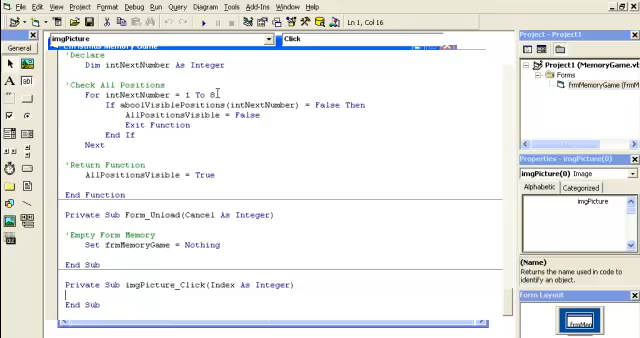 File Edit View Project Format Debug Run Query Diagram Tools Add-Ins Window Help
Ln 1, Col 16
General
imgPicture
Click
Christmas Memory Game
'Declare
Dim intNextNumber As Integer
'Check All Positions
For intNextNumber = 1 To 8
If aboolVisiblePositions(intNextNumber) = False Then
AllPositionsVisible = False
Exit Function
End If
Next
'Return Function
AllPositionsVisible = True
End Function
Private Sub Form_Unload(Cancel As Integer)
'Empty Form Memory
Set frmMemoryGame = Nothing
End Sub
Private Sub imgPicture_Click(Index As Integer)
End Sub
Project - Project1
Project1 (MemoryGame.vb
Forms
frmMemoryGame (frmM
Properties - imgPicture(0)
imgPicture(0) Image
Alphabetic
Categorized
imgPicture
(Name)
Returns the name used in code to
identify an object.
Form Layout
frmMem